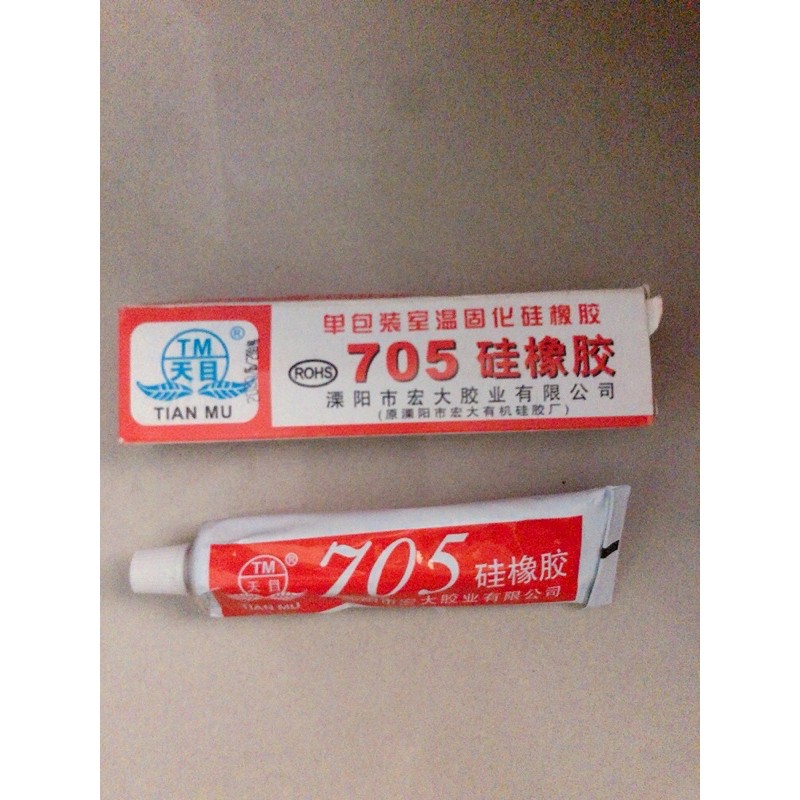 单包装室温固化硅橡胶
TM
天目
®
TIAN MU
ROHS
705 硅橡胶
溧阳市宏大胶业有限公司
(原溧阳市宏大有机硅胶厂)
TM
天目
®
TIAN MU
705 硅橡胶
市宏大胶业有限公司